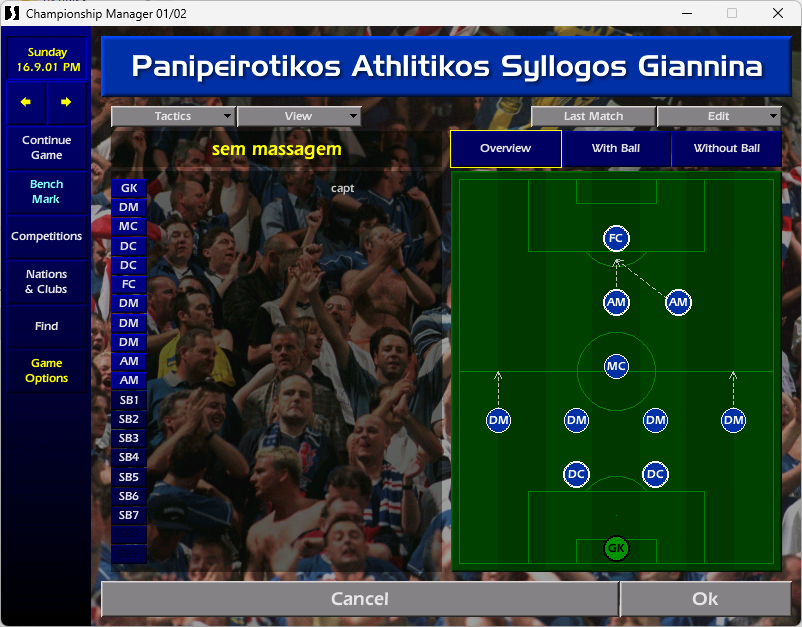 Championship Manager 01/02
Sunday
16.9.01 PM
Panipeirotikos Athlitikos Syllogos Giannina
Tactics
View
Last Match
Edit
Continue
Game
Bench
Mark
Competitions
Nations
& Clubs
Find
Game
Options
sem massagem
Overview
With Ball
Without Ball
GK
capt
DM
MC
DC
DC
FC
DM
DM
DM
AM
AM
SB1
SB2
SB3
SB4
SB5
SB6
SB7
FC
AM
AM
MC
DM
DM
DM
DM
DC
DC
GK
Cancel
Ok